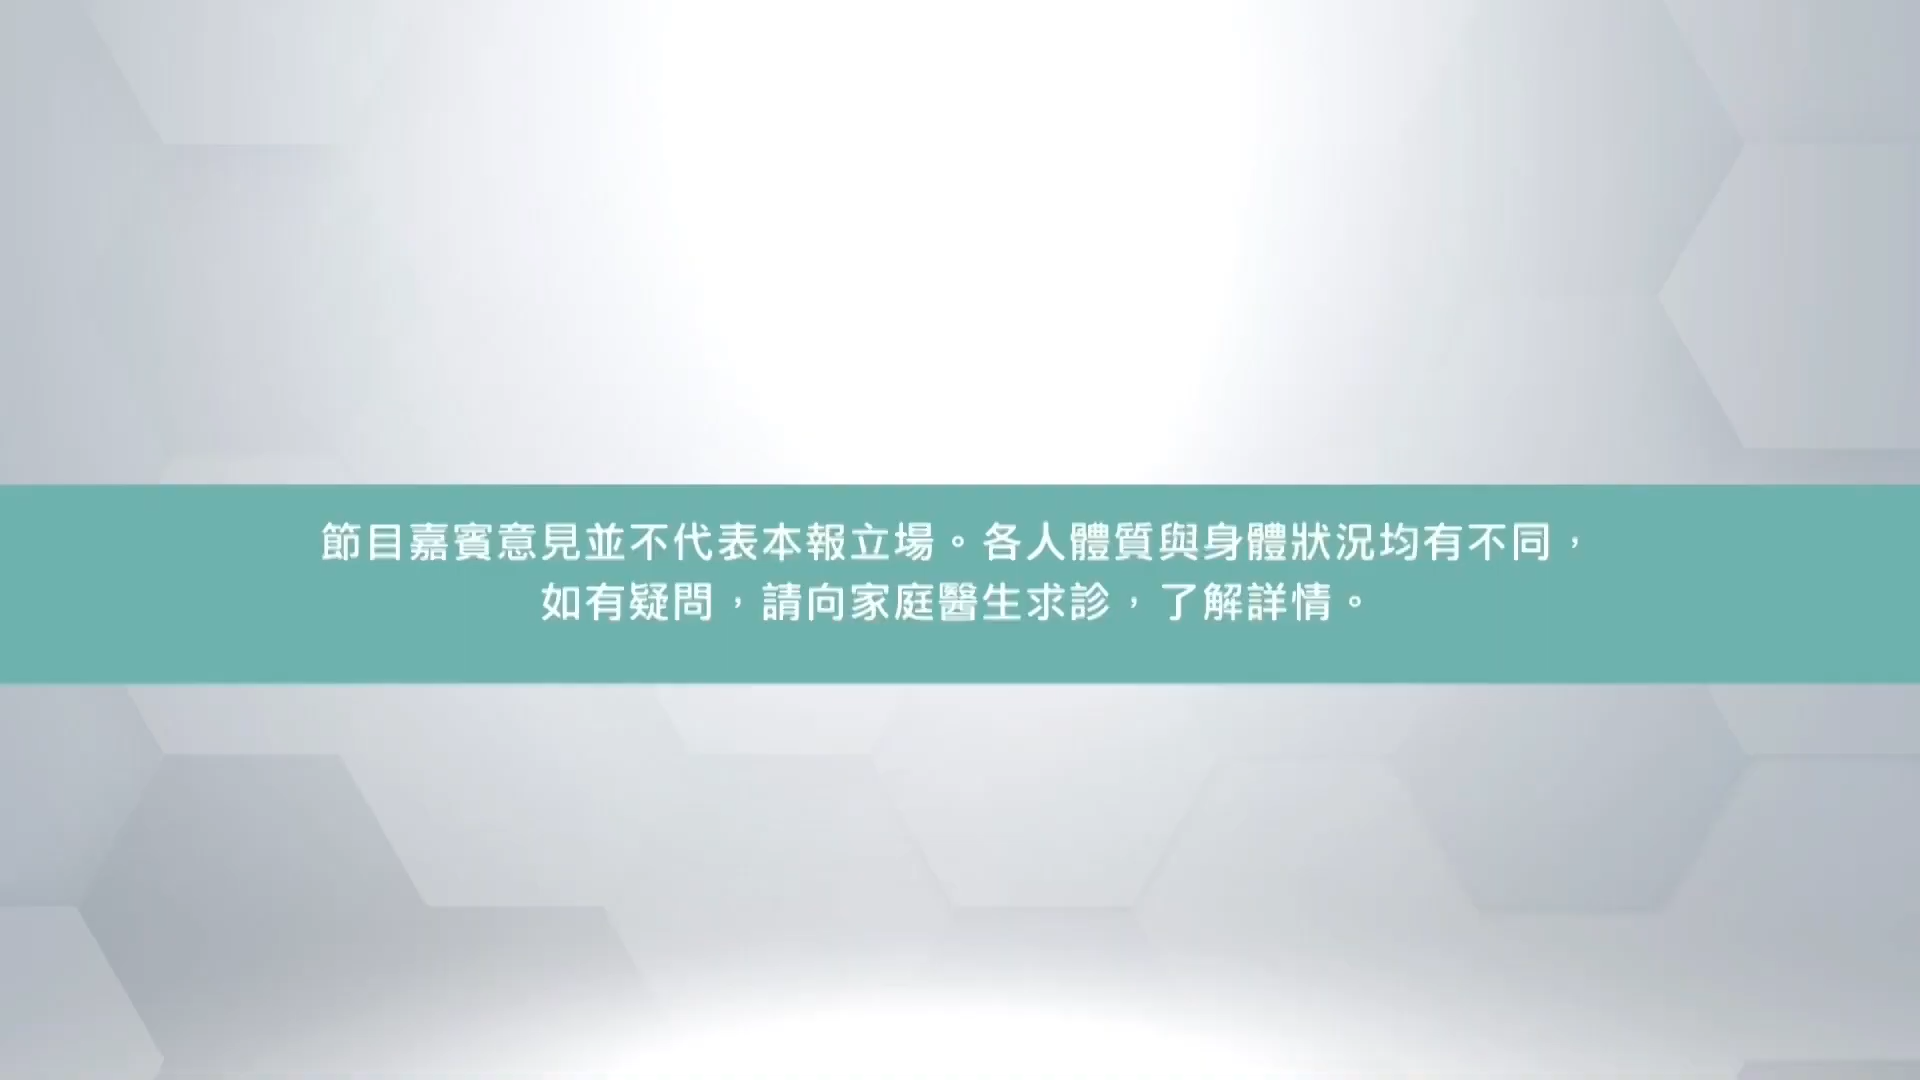 節目嘉賓意見並不代表本報立場。各人體質與身體狀況均有不同，
如有疑問，請向家庭醫生求診，了解詳情。